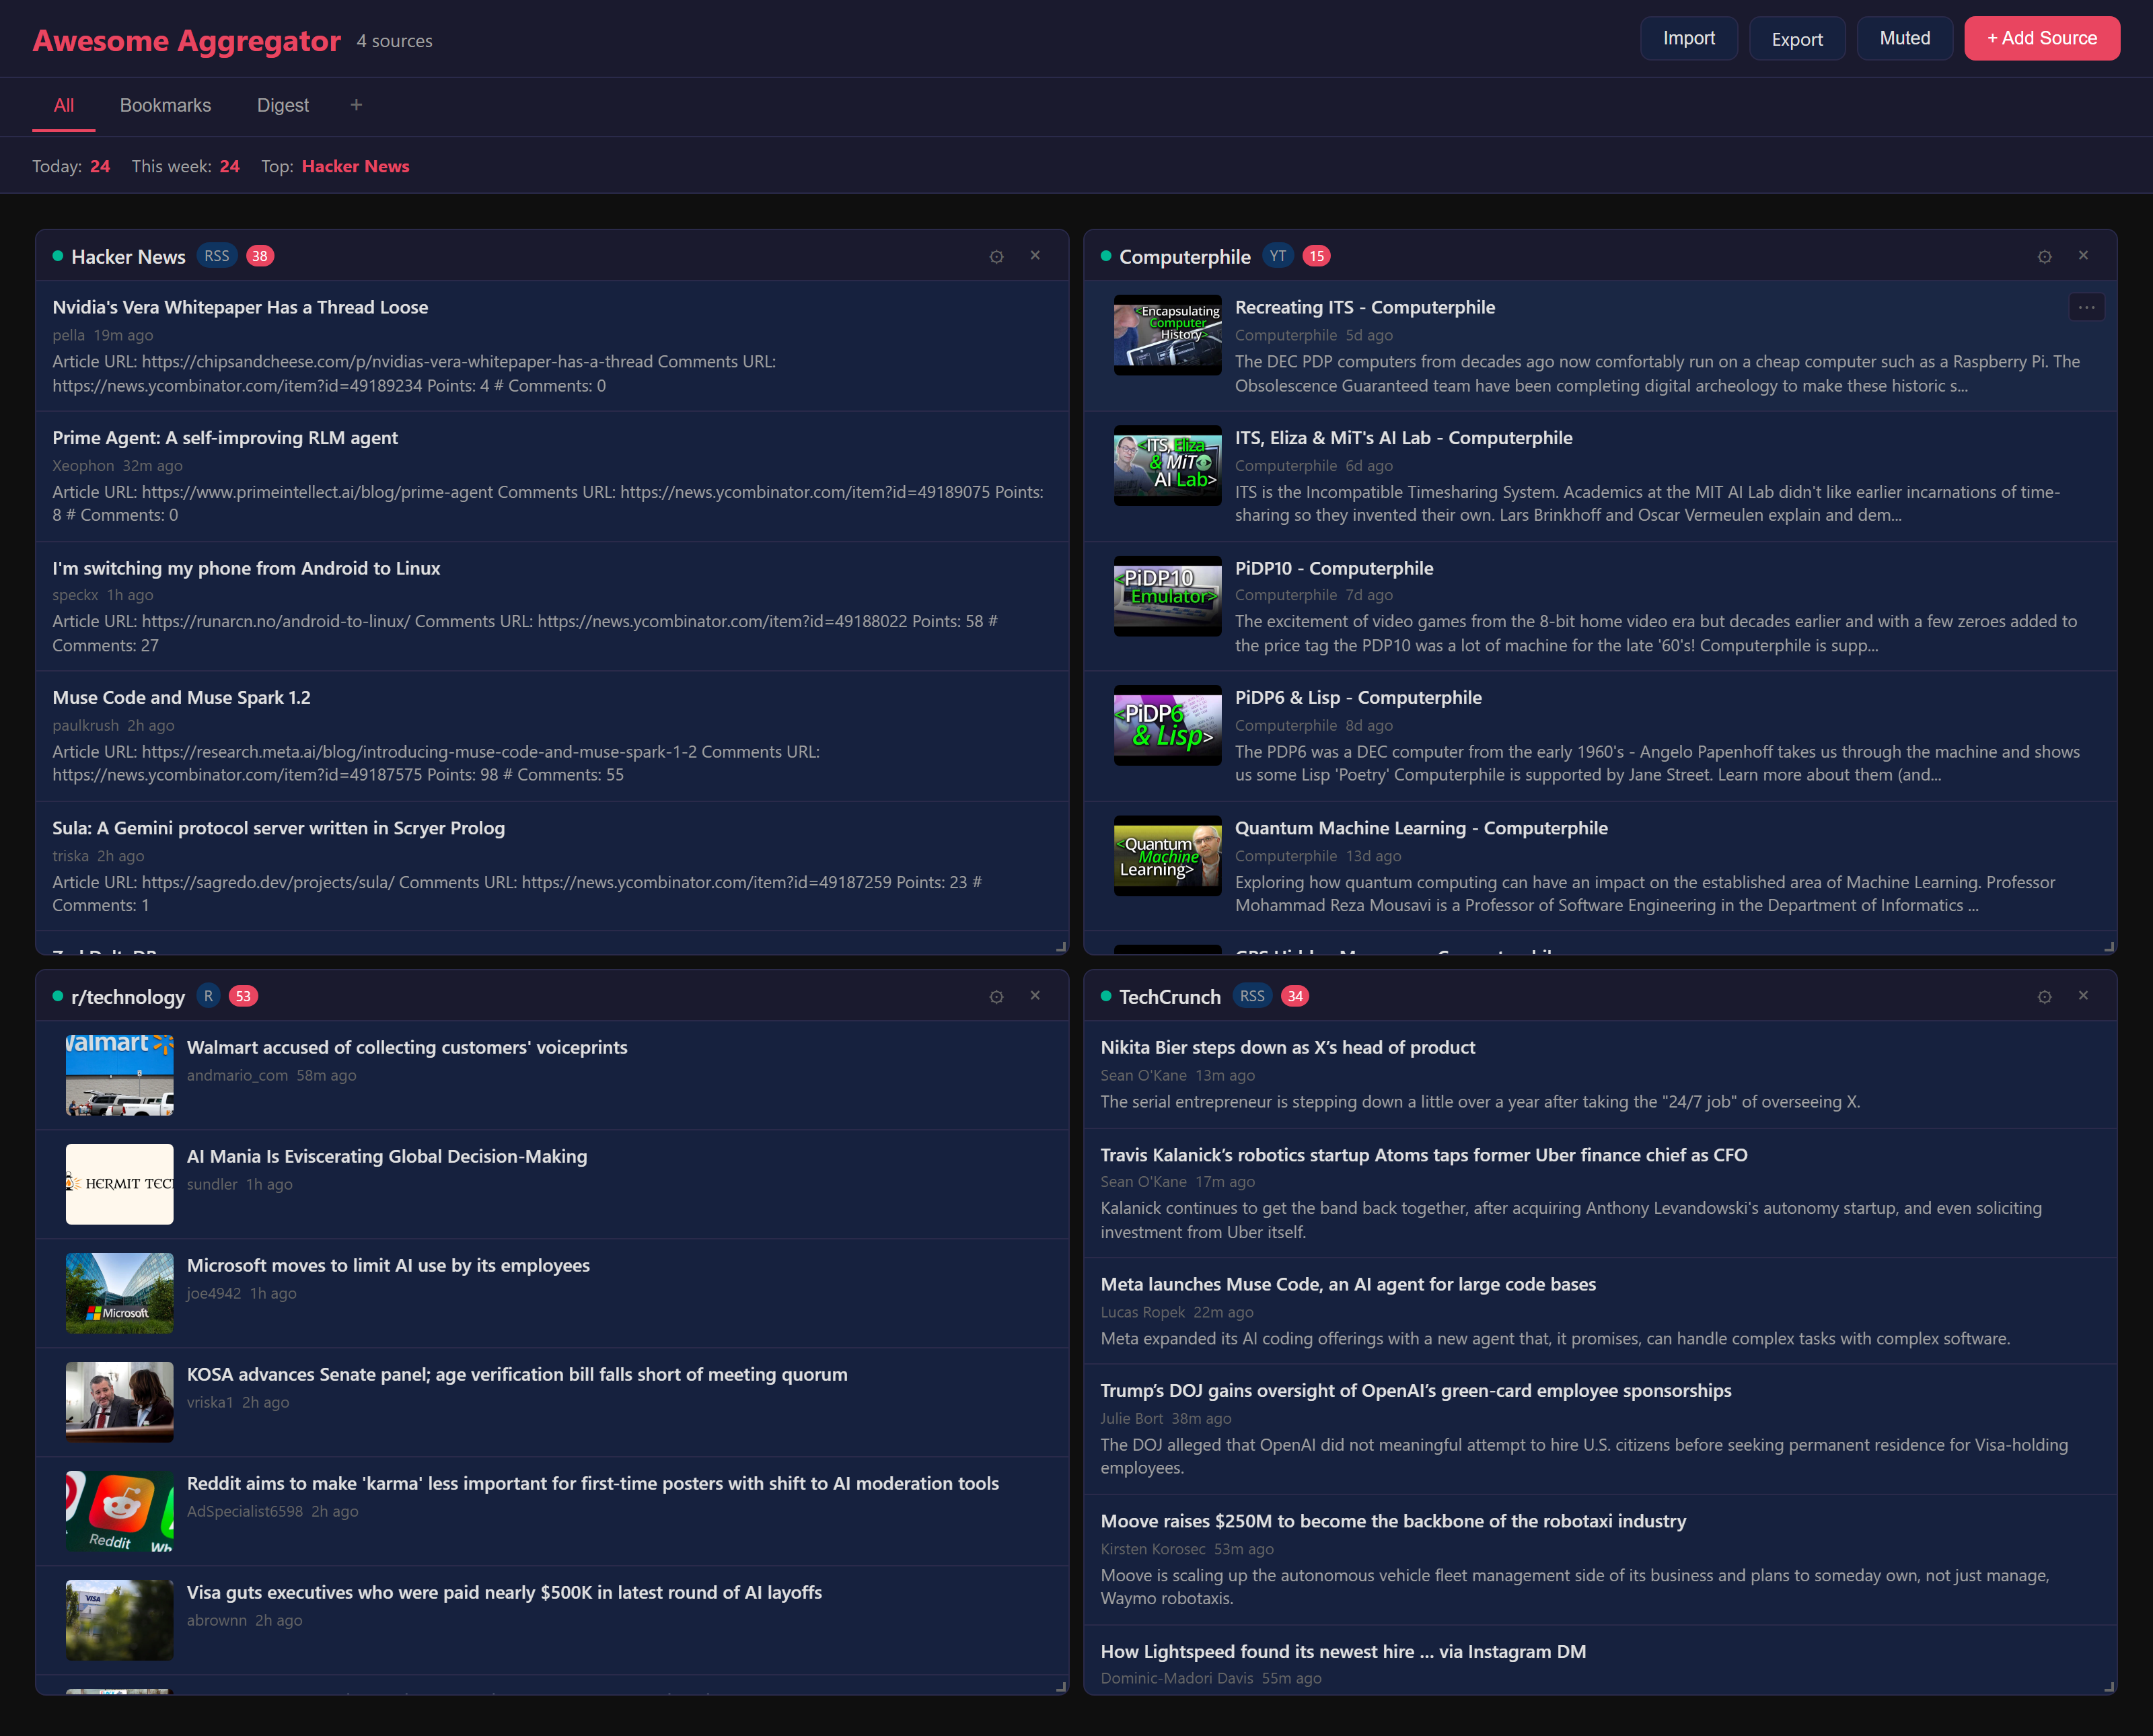 Awesome Aggregator 4 sources
Import Export Muted + Add Source
All Bookmarks Digest +
Today: 24 This week: 24 Top: Hacker News
Hacker News RSS 38
Nvidia's Vera Whitepaper Has a Thread Loose
pella 19m ago
Article URL: https://chipsandcheese.com/p/nvidias-vera-whitepaper-has-a-thread Comments URL:
https://news.ycombinator.com/item?id=49189234 Points: 4 # Comments: 0
Prime Agent: A self-improving RLM agent
Xeophon 32m ago
Article URL: https://www.primeintellect.ai/blog/prime-agent Comments URL: https://news.ycombinator.com/item?id=49189075 Points:
8 # Comments: 0
I'm switching my phone from Android to Linux
speckx 1h ago
Article URL: https://runarcn.no/android-to-linux/ Comments URL: https://news.ycombinator.com/item?id=49188022 Points: 58 #
Comments: 27
Muse Code and Muse Spark 1.2
paulkrush 2h ago
Article URL: https://research.meta.ai/blog/introducing-muse-code-and-muse-spark-1-2 Comments URL:
https://news.ycombinator.com/item?id=49187575 Points: 98 # Comments: 55
Sula: A Gemini protocol server written in Scryer Prolog
triska 2h ago
Article URL: https://sagredo.dev/projects/sula/ Comments URL: https://news.ycombinator.com/item?id=49187259 Points: 23 #
Comments: 1
Computerphile YT 15
<Encapsulating
Computer
History>
Recreating ITS - Computerphile
Computerphile 5d ago
The DEC PDP computers from decades ago now comfortably run on a cheap computer such as a Raspberry Pi. The
Obsolescence Guaranteed team have been completing digital archeology to make these historic s...
<ITS, Eliza
& MiT
AI Lab>
ITS, Eliza & MiT's AI Lab - Computerphile
Computerphile 6d ago
ITS is the Incompatible Timesharing System. Academics at the MIT AI Lab didn't like earlier incarnations of time-
sharing so they invented their own. Lars Brinkhoff and Oscar Vermeulen explain and dem...
<PiDP10
Emulator>
PiDP10 - Computerphile
Computerphile 7d ago
The excitement of video games from the 8-bit home video era but decades earlier and with a few zeroes added to
the price tag the PDP10 was a lot of machine for the late '60's! Computerphile is supp...
<PiDP6
& Lisp>
PiDP6 & Lisp - Computerphile
Computerphile 8d ago
The PDP6 was a DEC computer from the early 1960's - Angelo Papenhoff takes us through the machine and shows
us some Lisp 'Poetry' Computerphile is supported by Jane Street. Learn more about them (and...
<Quantum
Machine
Learning>
Quantum Machine Learning - Computerphile
Computerphile 13d ago
Exploring how quantum computing can have an impact on the established area of Machine Learning. Professor
Mohammad Reza Mousavi is a Professor of Software Engineering in the Department of Informatics ...
r/technology R 53
Walmart
Walmart accused of collecting customers' voiceprints
andmario_com 58m ago
HERMIT TEC
AI Mania Is Eviscerating Global Decision-Making
sundler 1h ago
Microsoft
Microsoft moves to limit AI use by its employees
joe4942 1h ago
KOSA advances Senate panel; age verification bill falls short of meeting quorum
vriska1 2h ago
Reddit Wh
Reddit aims to make 'karma' less important for first-time posters with shift to AI moderation tools
AdSpecialist6598 2h ago
VISA
Visa guts executives who were paid nearly $500K in latest round of AI layoffs
abrownn 2h ago
TechCrunch RSS 34
Nikita Bier steps down as X’s head of product
Sean O'Kane 13m ago
The serial entrepreneur is stepping down a little over a year after taking the "24/7 job" of overseeing X.
Travis Kalanick’s robotics startup Atoms taps former Uber finance chief as CFO
Sean O'Kane 17m ago
Kalanick continues to get the band back together, after acquiring Anthony Levandowski's autonomy startup, and even soliciting
investment from Uber itself.
Meta launches Muse Code, an AI agent for large code bases
Lucas Ropek 22m ago
Meta expanded its AI coding offerings with a new agent that, it promises, can handle complex tasks with complex software.
Trump’s DOJ gains oversight of OpenAI’s green-card employee sponsorships
Julie Bort 38m ago
The DOJ alleged that OpenAI did not meaningful attempt to hire U.S. citizens before seeking permanent residence for Visa-holding
employees.
Moove raises $250M to become the backbone of the robotaxi industry
Kirsten Korosec 53m ago
Moove is scaling up the autonomous vehicle fleet management side of its business and plans to someday own, not just manage,
Waymo robotaxis.
How Lightspeed found its newest hire … via Instagram DM
Dominic-Madori Davis 55m ago